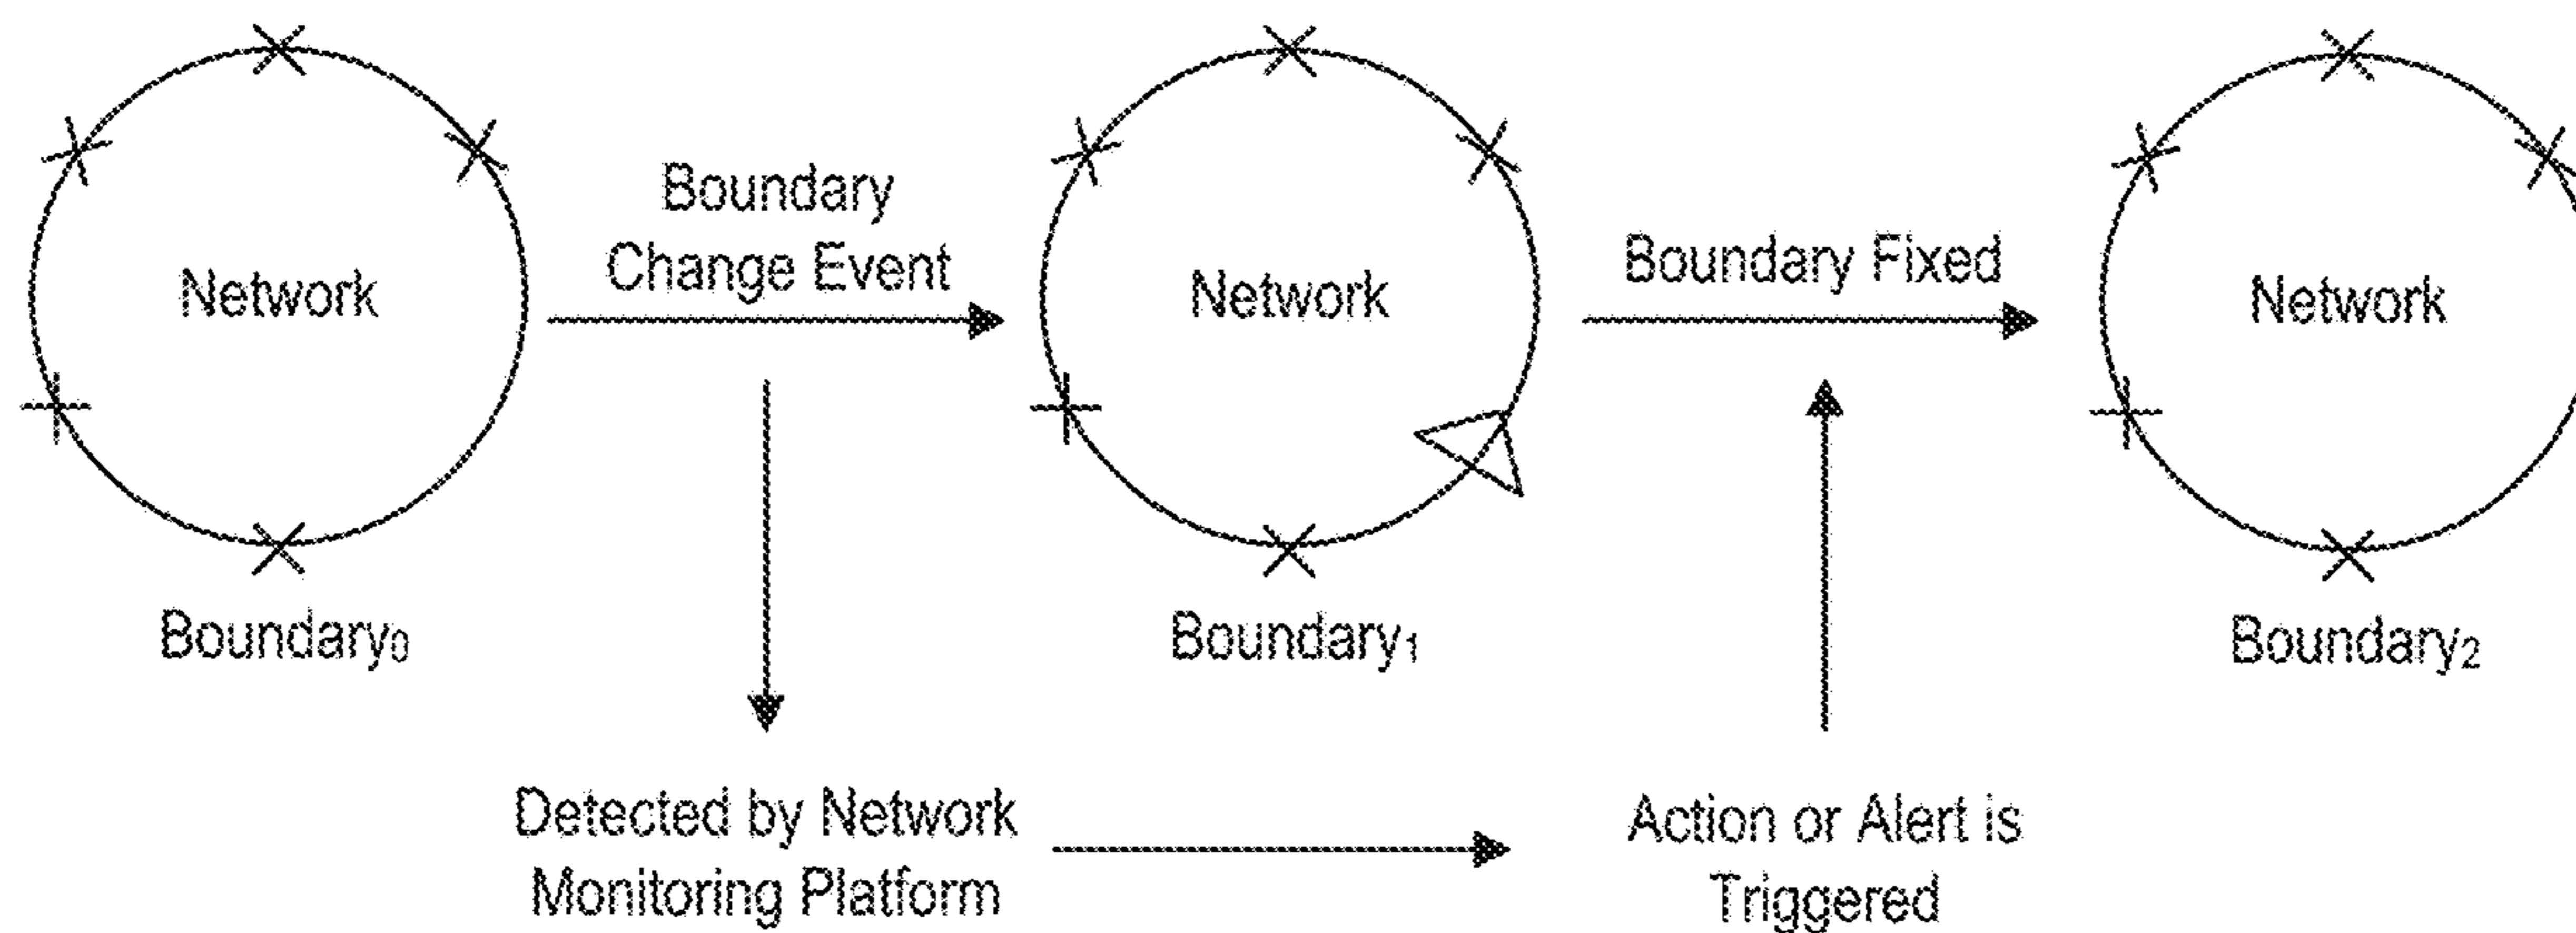 Network
Boundary₀
Boundary
Change Event
Network
Boundary₁
Boundary Fixed
Network
Boundary₂
Detected by Network
Monitoring Platform
Action or Alert is
Triggered